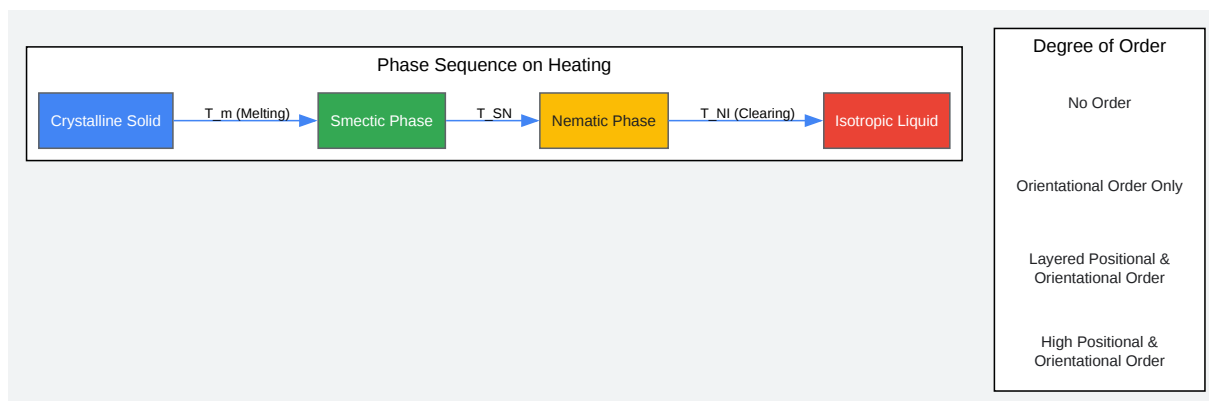 Phase Sequence on Heating
Crystalline Solid
T_m (Melting)
Smectic Phase
T_SN
Nematic Phase
T_NI (Clearing)
Isotropic Liquid
Degree of Order
No Order
Orientational Order Only
Layered Positional &
Orientational Order
High Positional &
Orientational Order